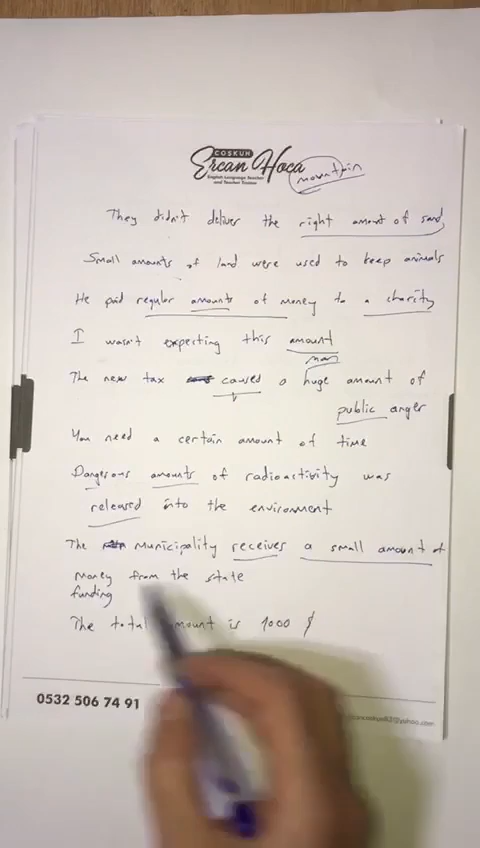 COŞKUN
Ercan Hoca
English Language Teacher
and Teacher Trainer
mountain
They didn't deliver the right amount of sand
Small amounts of land were used to keep animals
He paid regular amounts of money to a charity
I wasn't expecting this amount
man
The new tax caused a huge amount of
public anger
You need a certain amount of time
Dangerous amounts of radioactivity was
released into the environment
The municipality receives a small amount of
money from the state
funding
The total amount is 1000 $
0532 506 74 91